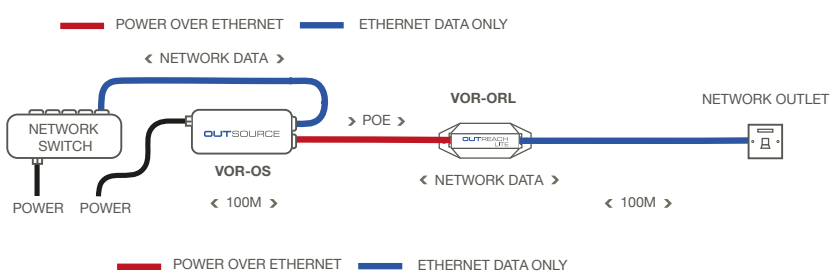 POWER OVER ETHERNET ETHERNET DATA ONLY
< NETWORK DATA >
VOR-ORL
NETWORK OUTLET
> POE >
NETWORK
SWITCH
OUTSOURCE
OUTREACH
LITE
VOR-OS
< NETWORK DATA >
POWER POWER
< 100M >
< 100M >
POWER OVER ETHERNET ETHERNET DATA ONLY